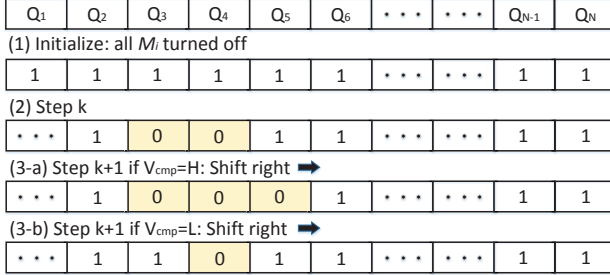 Q1 Q2 Q3 Q4 Q5 Q6 · · · · · · QN-1 QN
(1) Initialize: all Mi turned off
1 1 1 1 1 1 · · · · · · 1 1
(2) Step k
· · · 1 0 0 1 1 · · · · · · 1 1
(3-a) Step k+1 if Vcmp=H: Shift right ➡
· · · 1 0 0 0 1 · · · · · · 1 1
(3-b) Step k+1 if Vcmp=L: Shift right ➡
· · · 1 1 0 1 1 · · · · · · 1 1